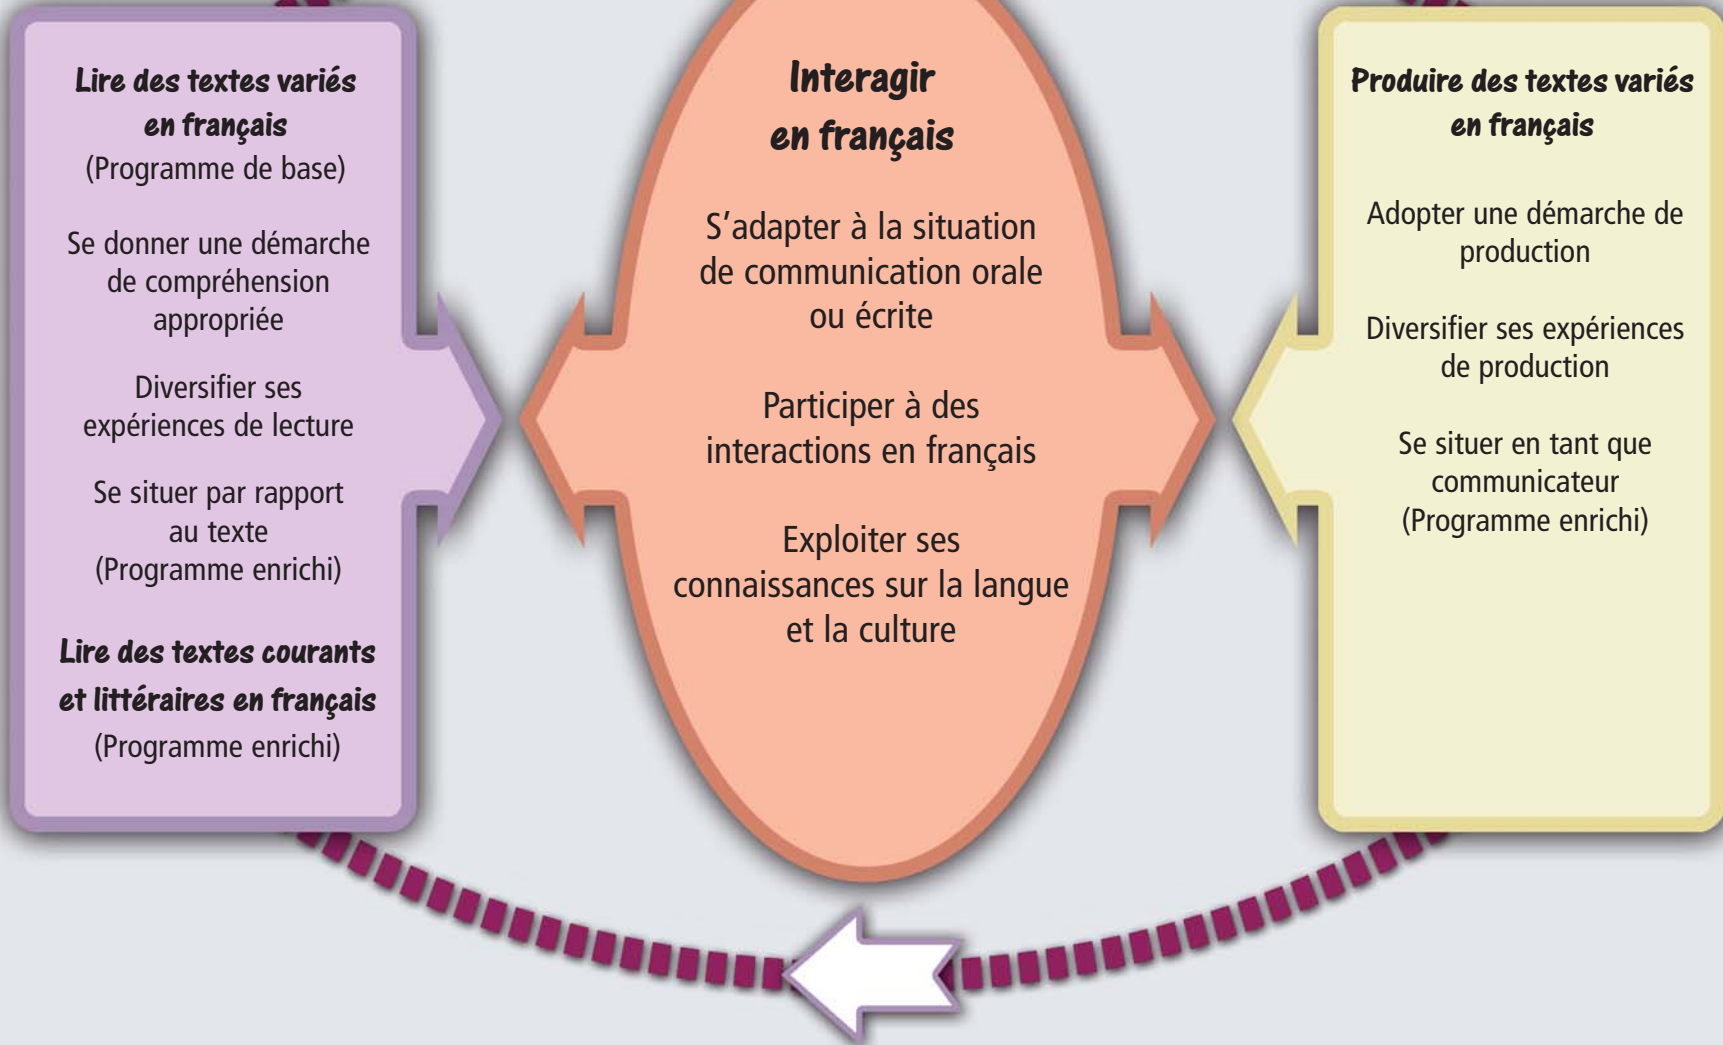 Lire des textes variés
en français
(Programme de base)
Se donner une démarche
de compréhension
appropriée
Diversifier ses
expériences de lecture
Se situer par rapport
au texte
(Programme enrichi)
Lire des textes courants
et littéraires en français
(Programme enrichi)
Interagir
en français
S’adapter à la situation
de communication orale
ou écrite
Participer à des
interactions en français
Exploiter ses
connaissances sur la langue
et la culture
Produire des textes variés
en français
Adopter une démarche de
production
Diversifier ses expériences
de production
Se situer en tant que
communicateur
(Programme enrichi)